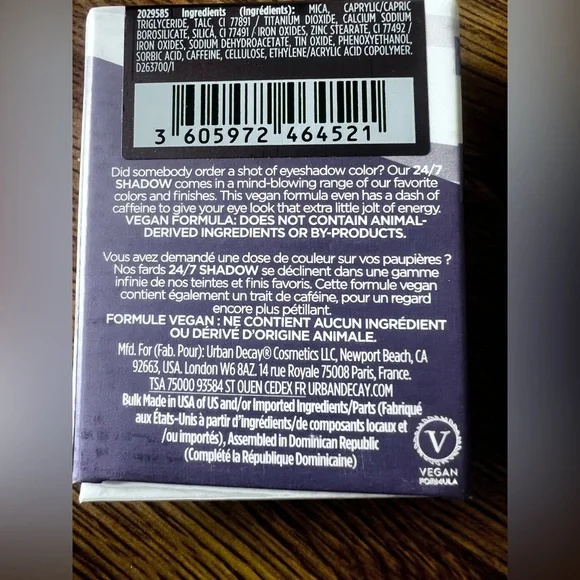 2029585 Ingredients (Ingrédients): MICA, CAPRYLIC/CAPRIC
TRIGLYCERIDE, TALC, CI 77891 / TITANIUM DIOXIDE, CALCIUM SODIUM
BOROSILICATE, SILICA, CI 77491 / IRON OXIDES, ZINC STEARATE, CI 77492
/ IRON OXIDES, SODIUM DEHYDROACETATE, TIN OXIDE, PHENOXYETHANOL,
SORBIC ACID, CAFFEINE, CELLULOSE, ETHYLENE/ACRYLIC ACID COPOLYMER.
D263700/1
3 605972 464521
Did somebody order a shot of eyeshadow color? Our 24/7
SHADOW comes in a mind-blowing range of our favorite
colors and finishes. This vegan formula even has a dash of
caffeine to give your eye look that extra little jolt of energy.
VEGAN FORMULA: DOES NOT CONTAIN ANIMAL-
DERIVED INGREDIENTS OR BY-PRODUCTS.
Vous avez demandé une dose de couleur sur vos paupières ?
Nos fards 24/7 SHADOW se déclinent dans une gamme
infinie de nos teintes et finis favoris. Cette formule vegan
contient également un trait de caféine, pour un regard
encore plus pétillant.
FORMULE VEGAN : NE CONTIENT AUCUN INGRÉDIENT
OU DÉRIVÉ D'ORIGINE ANIMALE.
Mfd. For (Fab. Pour): Urban Decay® Cosmetics LLC, Newport Beach, CA
92663, USA. London W6 8AZ. 14 rue Royale 75008 Paris, France.
TSA 75000 93584 ST OUEN CEDEX FR URBANDECAY.COM
Bulk Made in USA of US and/or Imported Ingredients/Parts (Fabriqué
aux États-Unis à partir d'ingrédients/de composants locaux et
/ou importés), Assembled in Dominican Republic
(Complété la République Dominicaine)
V
VEGAN
FORMULA